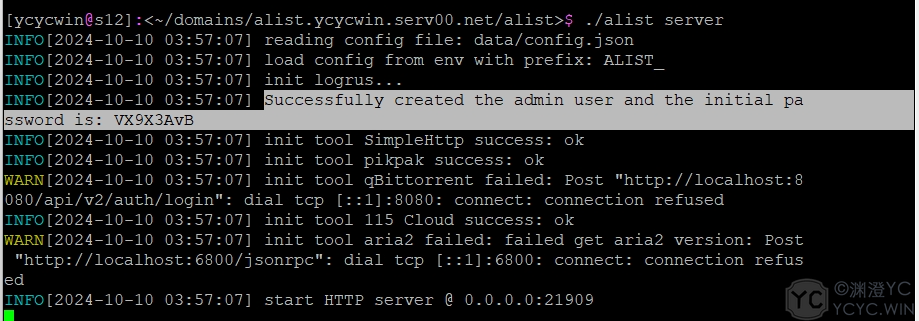 [ycycwin@s12]:<~/domains/alist.ycycwin.serv00.net/alist>$ ./alist server
INFO[2024-10-10 03:57:07] reading config file: data/config.json
INFO[2024-10-10 03:57:07] load config from env with prefix: ALIST_
INFO[2024-10-10 03:57:07] init logrus...
INFO[2024-10-10 03:57:07] Successfully created the admin user and the initial pa
ssword is: VX9X3AvB
INFO[2024-10-10 03:57:07] init tool SimpleHttp success: ok
INFO[2024-10-10 03:57:07] init tool pikpak success: ok
WARN[2024-10-10 03:57:07] init tool qBittorrent failed: Post "http://localhost:8
080/api/v2/auth/login": dial tcp [::1]:8080: connect: connection refused
INFO[2024-10-10 03:57:07] init tool 115 Cloud success: ok
WARN[2024-10-10 03:57:07] init tool aria2 failed: failed get aria2 version: Post
 "http://localhost:6800/jsonrpc": dial tcp [::1]:6800: connect: connection refus
ed
INFO[2024-10-10 03:57:07] start HTTP server @ 0.0.0.0:21909
YC
©渊澄YC
YCYC.WIN